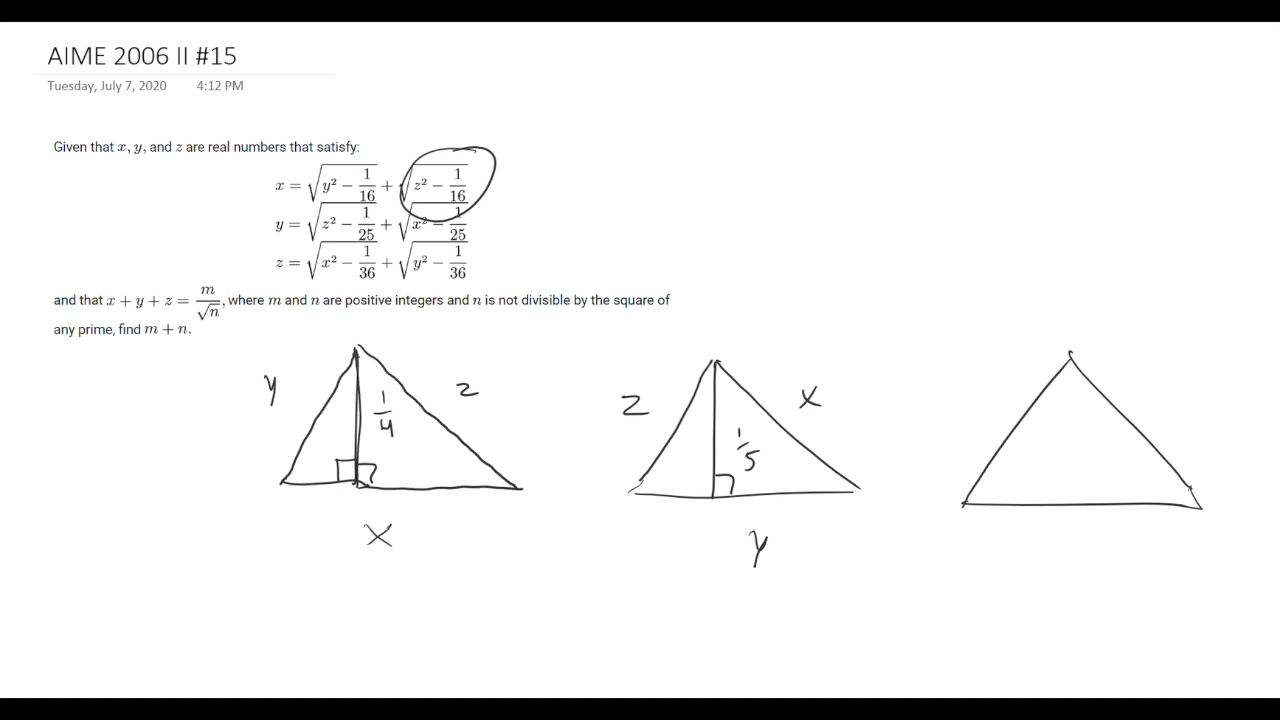 AIME 2006 II #15
Tuesday, July 7, 2020 4:12 PM
Given that x, y, and z are real numbers that satisfy:
x = √(y² − 1/16) + √(z² − 1/16)
y = √(z² − 1/25) + √(x² − 1/25)
z = √(x² − 1/36) + √(y² − 1/36)
and that x + y + z = m/√n, where m and n are positive integers and n is not divisible by the square of
any prime, find m + n.
y 1/4 z
x
z 1/5 x
y